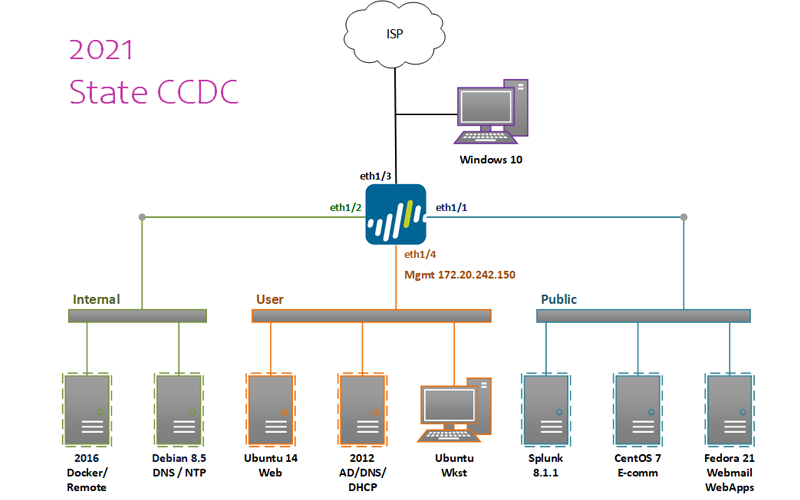 2021
State CCDC
ISP
Windows 10
eth1/3
eth1/2
eth1/1
eth1/4
Mgmt 172.20.242.150
Internal
User
Public
2016
Docker/
Remote
Debian 8.5
DNS / NTP
Ubuntu 14
Web
2012
AD/DNS/
DHCP
Ubuntu
Wkst
Splunk
8.1.1
CentOS 7
E-comm
Fedora 21
Webmail
WebApps